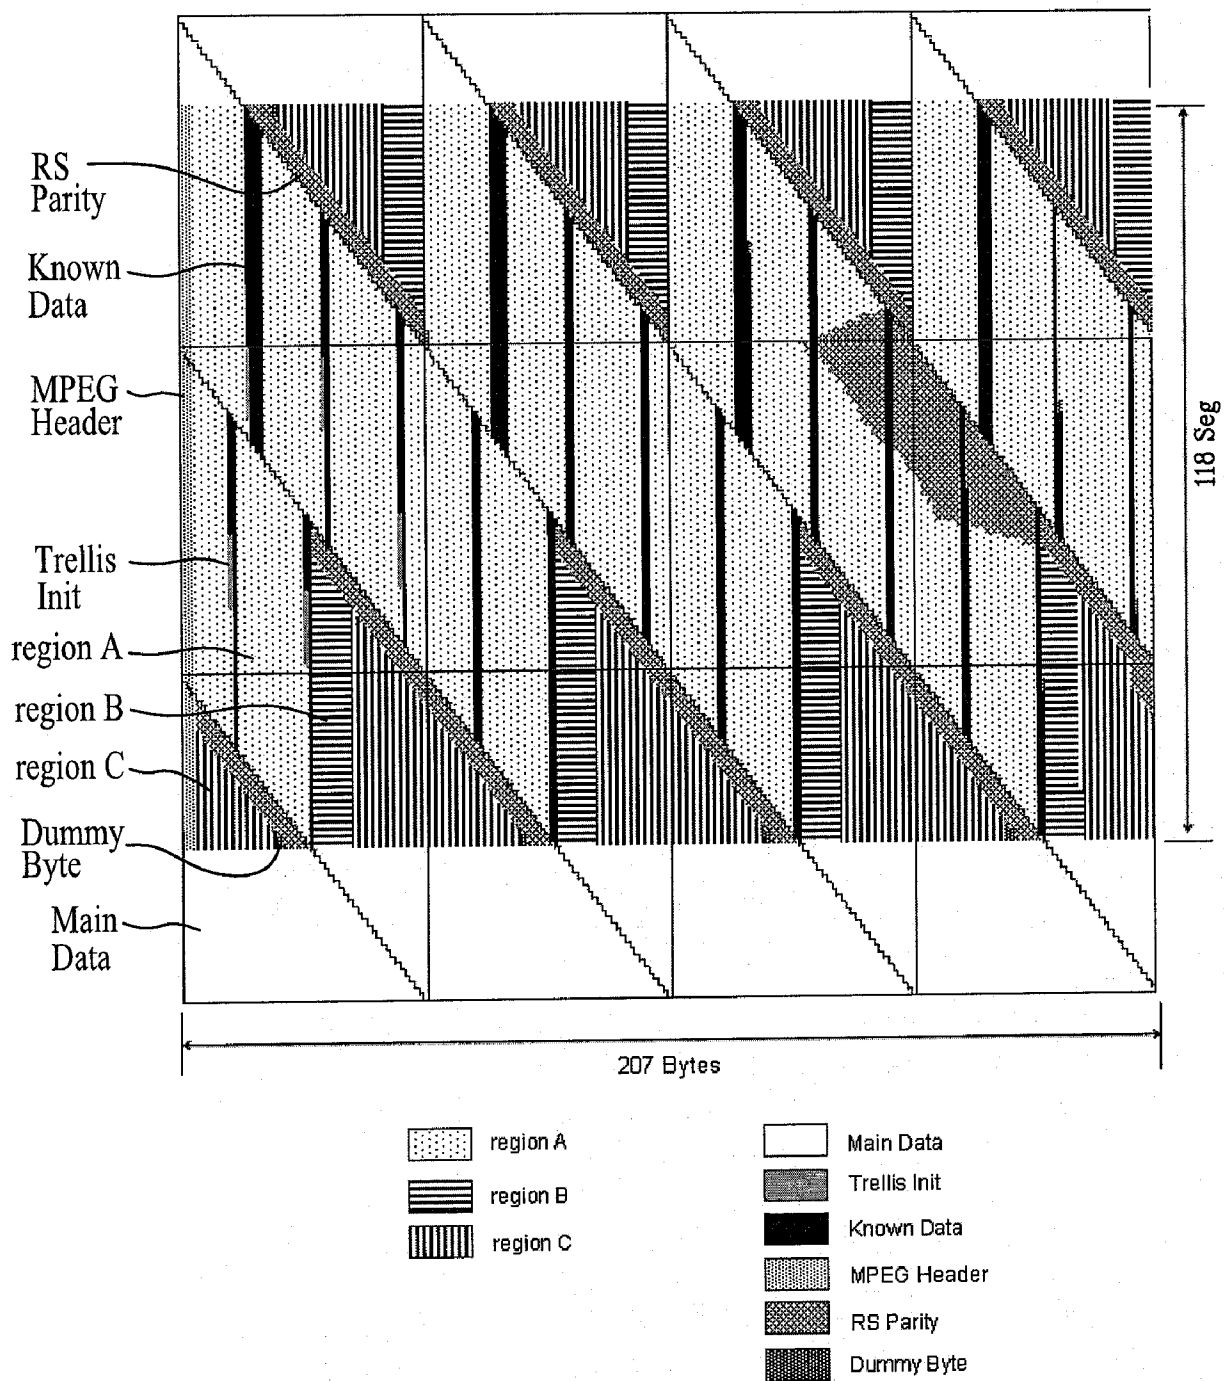 RS
Parity
Known
Data
MPEG
Header
Trellis
Init
region A
region B
region C
Dummy
Byte
Main
Data
118 Seg
207 Bytes
region A
region B
region C
Main Data
Trellis Init
Known Data
MPEG Header
RS Parity
Dummy Byte